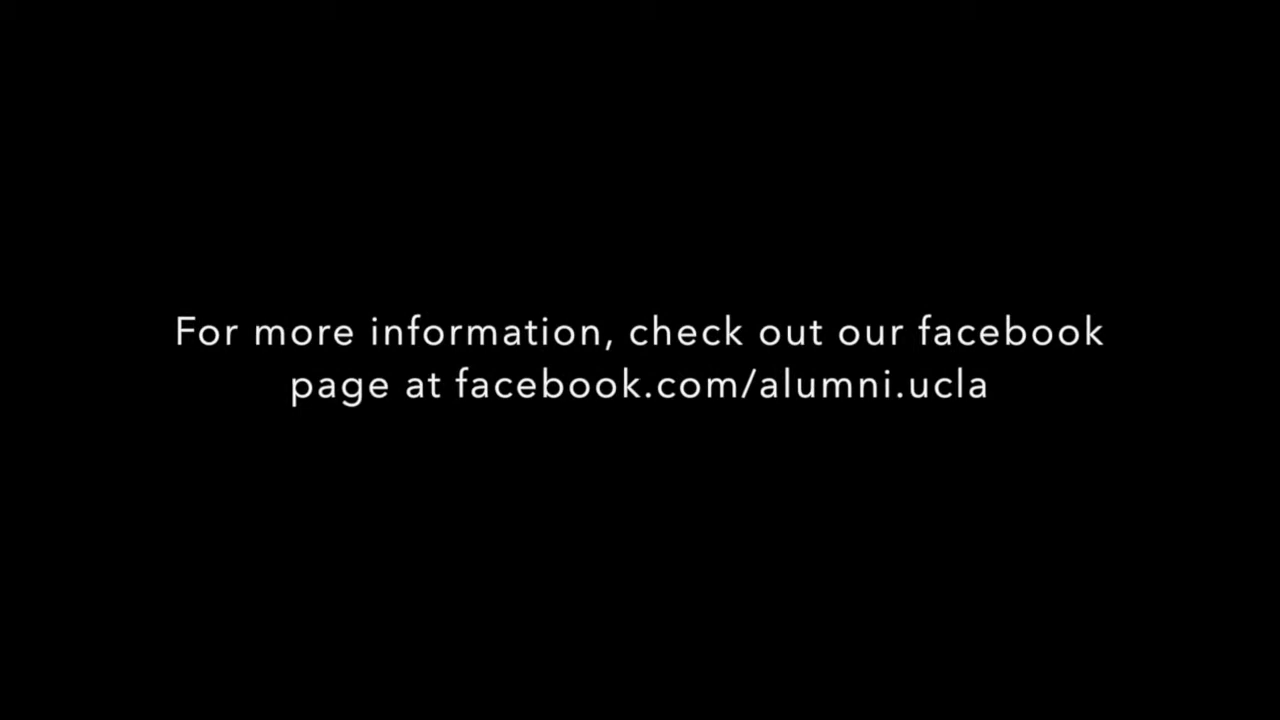 For more information, check out our facebook
page at facebook.com/alumni.ucla